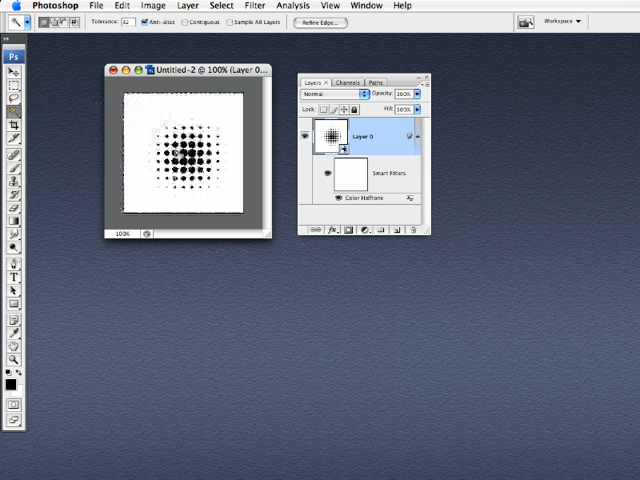 Photoshop File Edit Image Layer Select Filter Analysis View Window Help
Tolerance: 32 Anti-alias Contiguous Sample All Layers Refine Edge... Workspace
Ps
Untitled-2 @ 100% (Layer 0...
100%
Layers Channels Paths
Normal Opacity: 100%
Lock: Fill: 100%
Layer 0
Smart Filters
Color Halftone
T